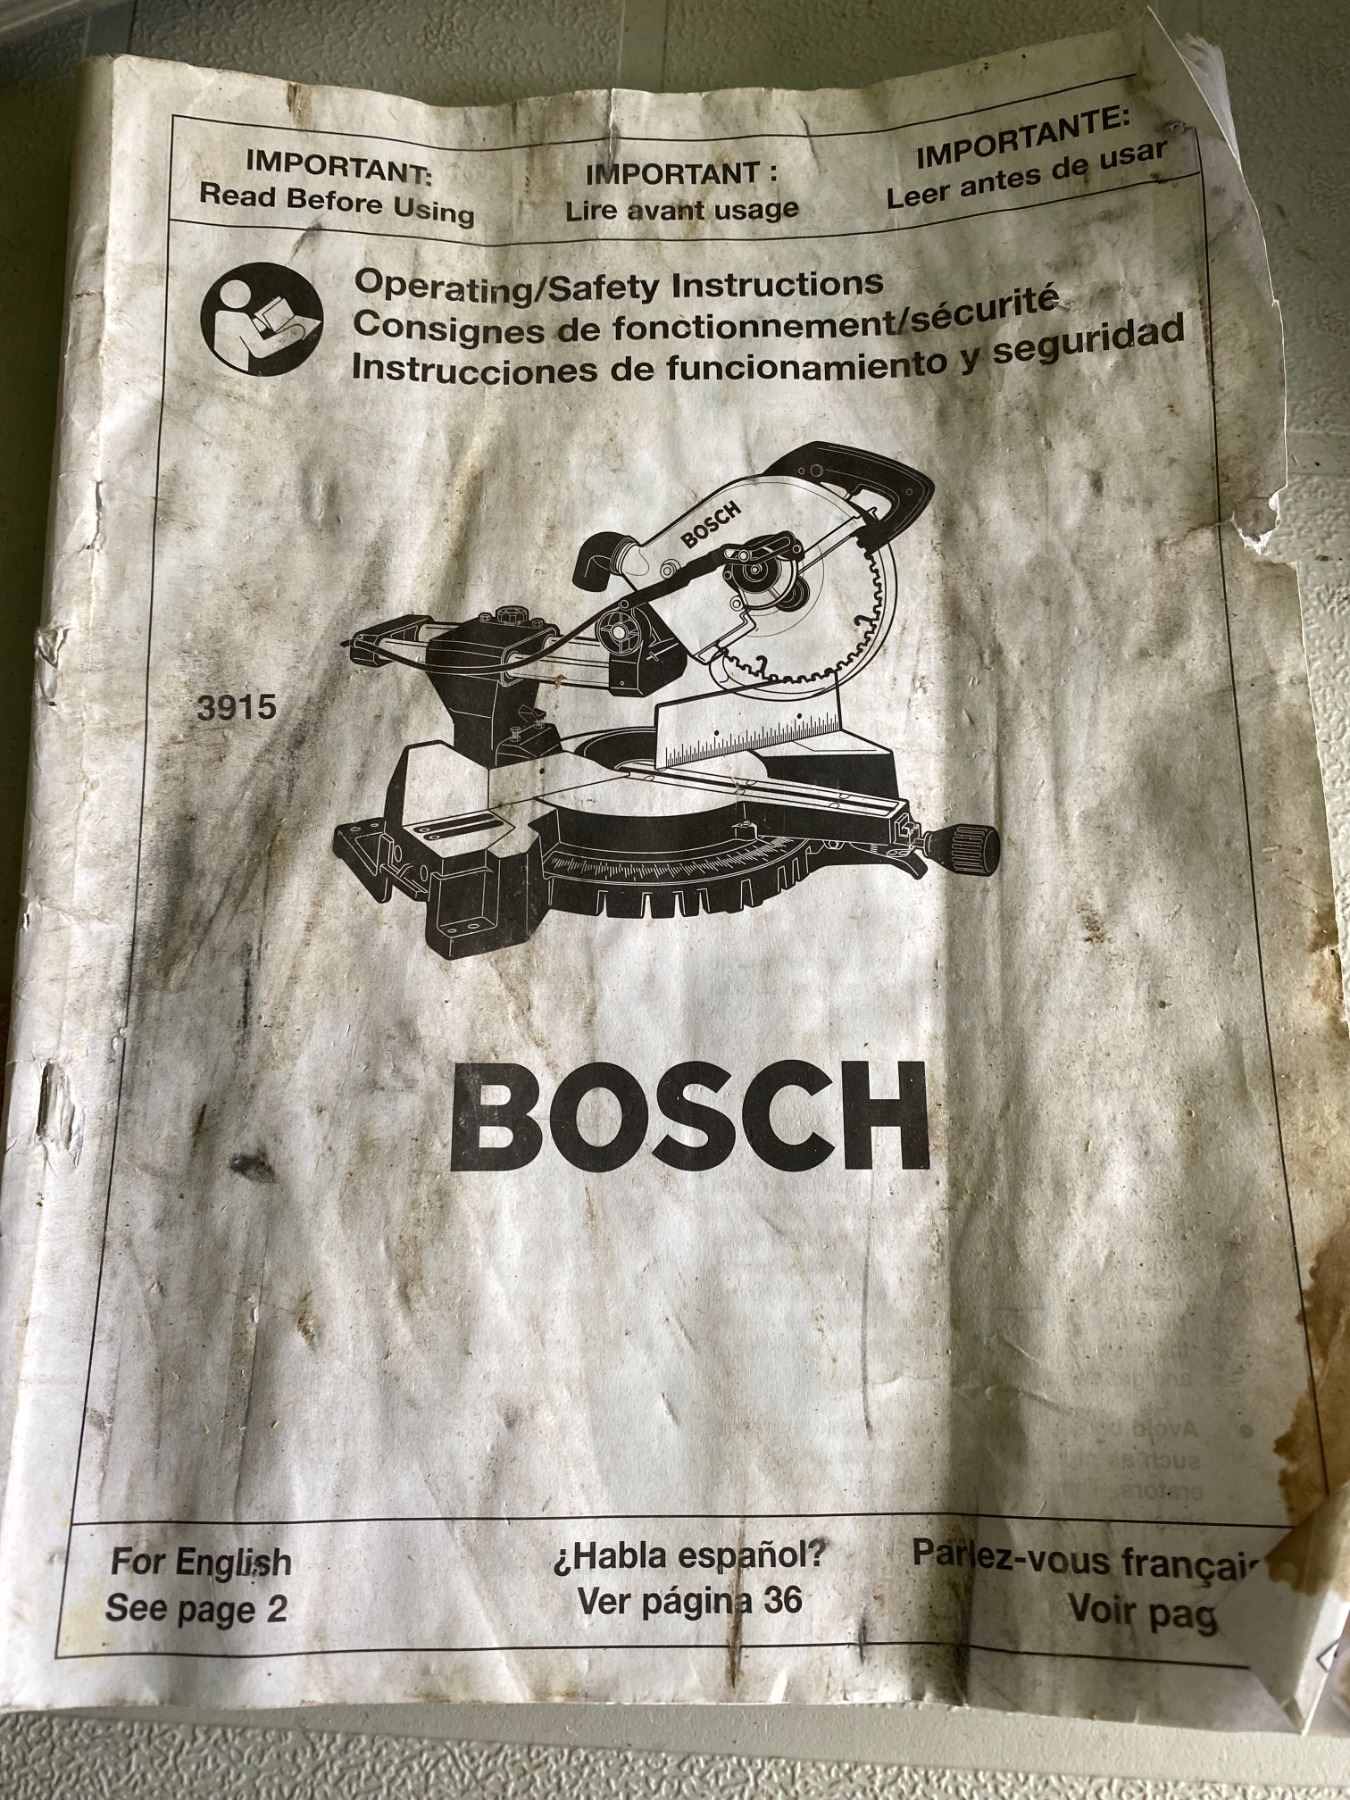 IMPORTANT:
Read Before Using
IMPORTANT :
Lire avant usage
IMPORTANTE:
Leer antes de usar
Operating/Safety Instructions
Consignes de fonctionnement/sécurité
Instrucciones de funcionamiento y seguridad
BOSCH
3915
BOSCH
For English
See page 2
¿Habla español?
Ver página 36
Parlez-vous
Voir